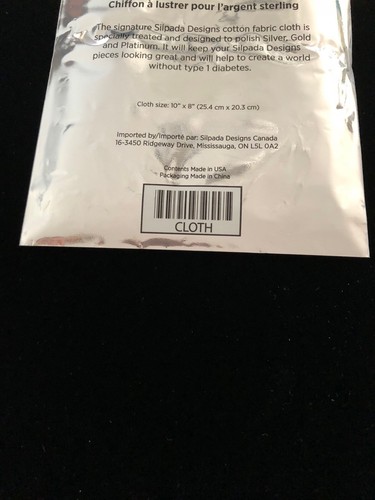 Chiffon à lustrer pour l'argent sterling
The signature Silpada Designs cotton fabric cloth is
specially treated and designed to polish Silver, Gold
and Platinum. It will keep your Silpada Designs
pieces looking great and will help to create a world
without type 1 diabetes.
Cloth size: 10" x 8" (25.4 cm x 20.3 cm)
Imported by/Importé par: Silpada Designs Canada
16-3450 Ridgeway Drive, Mississauga, ON L5L 0A2
Contents Made in USA
Packaging Made in China
CLOTH